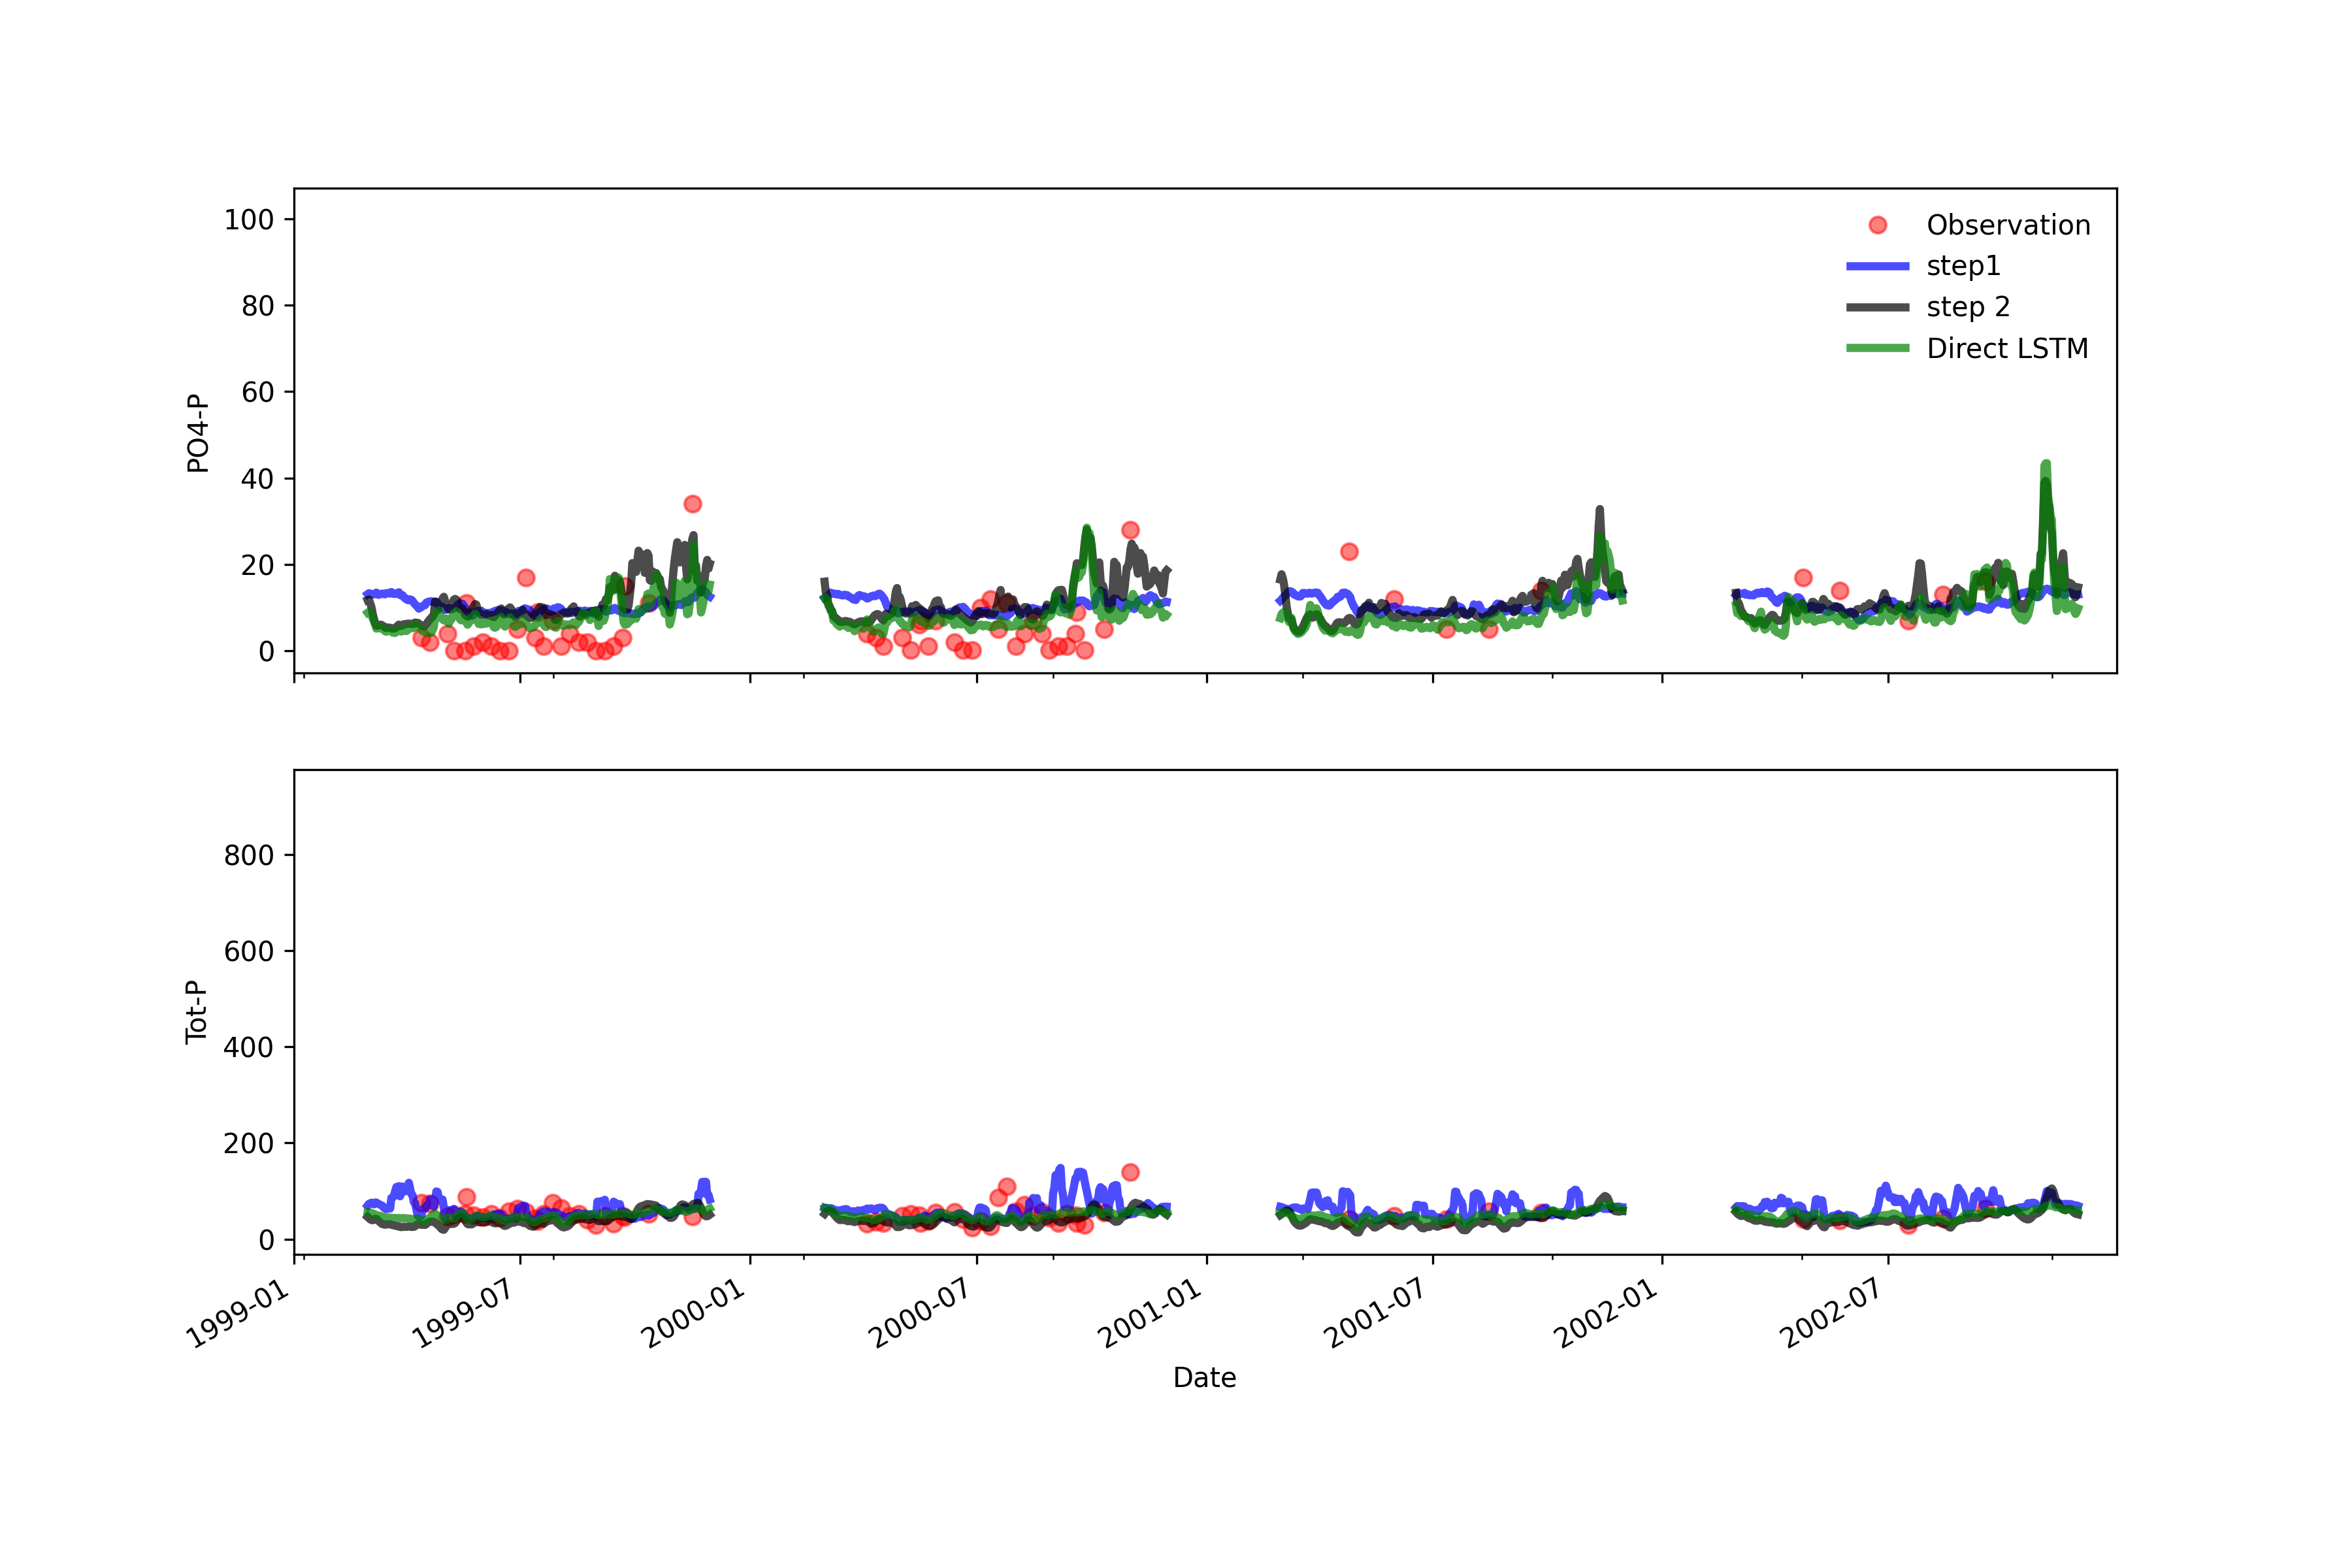 100
80
60
40
20
0
PO4-P
Observation
step1
step 2
Direct LSTM
800
600
400
200
0
Tot-P
1999-01
1999-07
2000-01
2000-07
2001-01
2001-07
2002-01
2002-07
Date